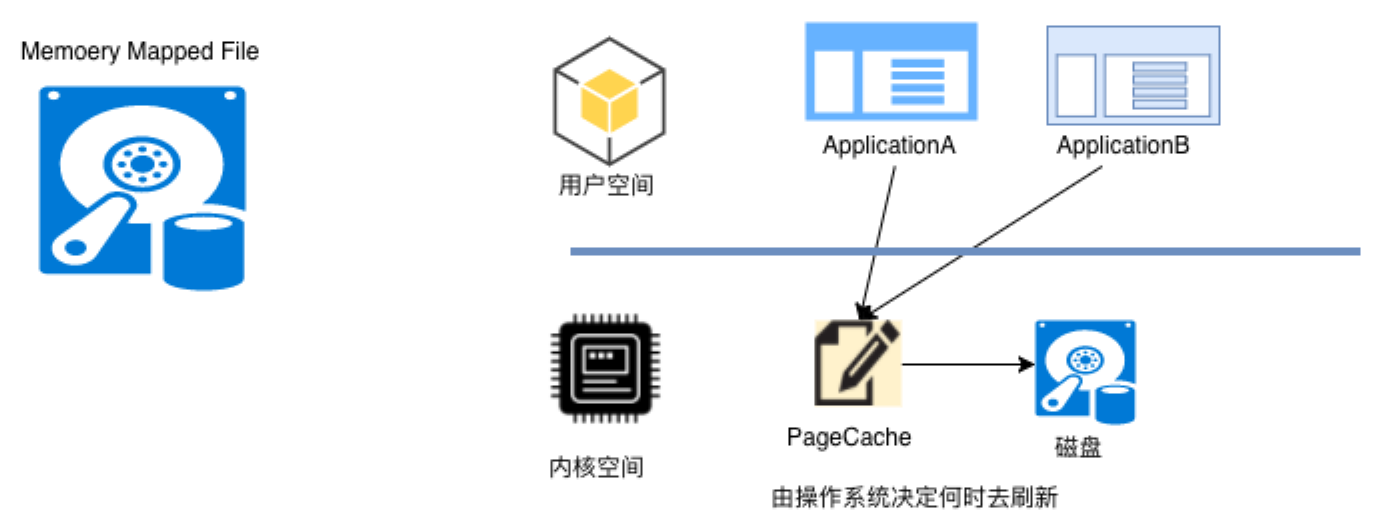 Memoery Mapped File
用户空间
ApplicationA
ApplicationB
内核空间
PageCache
磁盘
由操作系统决定何时去刷新